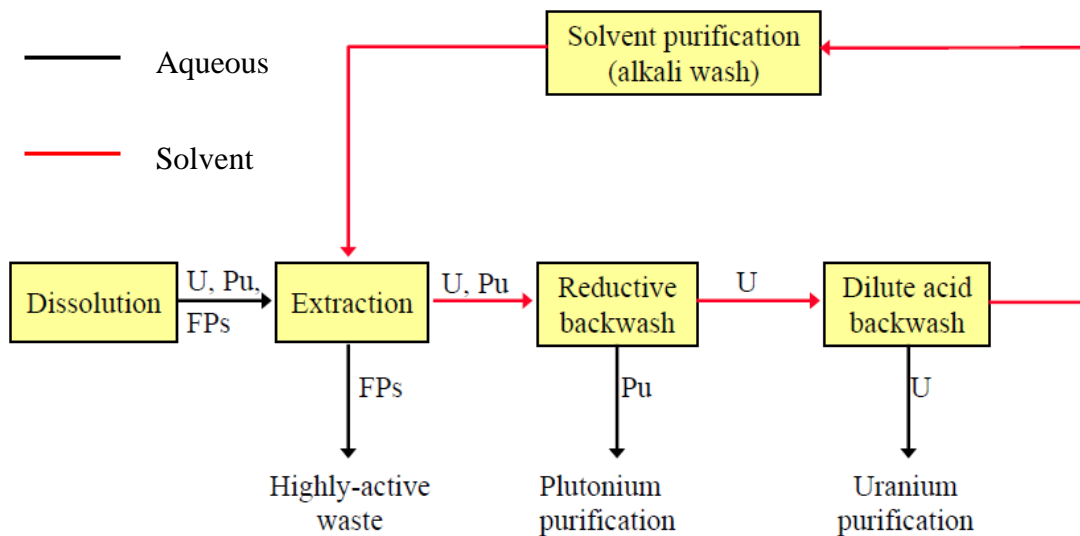 Aqueous
Solvent
Solvent purification
(alkali wash)
Dissolution
U, Pu,
FPs
Extraction
U, Pu
Reductive
backwash
U
Dilute acid
backwash
FPs
Pu
U
Highly-active
waste
Plutonium
purification
Uranium
purification